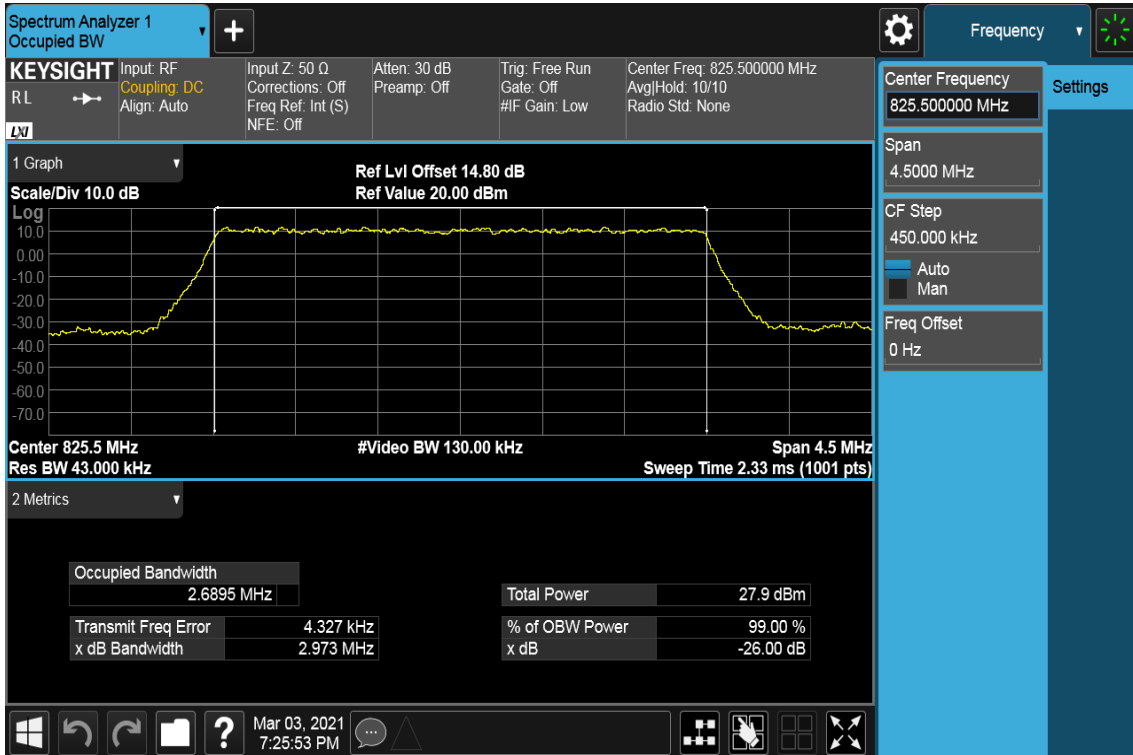 Spectrum Analyzer 1
Occupied BW
+
Frequency
KEYSIGHT
R L
LXI
Input: RF
Coupling: DC
Align: Auto
Input Z: 50 Ω
Corrections: Off
Freq Ref: Int (S)
NFE: Off
Atten: 30 dB
Preamp: Off
Trig: Free Run
Gate: Off
#IF Gain: Low
Center Freq: 825.500000 MHz
Avg|Hold: 10/10
Radio Std: None
Center Frequency
825.500000 MHz
Settings
Span
4.5000 MHz
CF Step
450.000 kHz
Auto
Man
Freq Offset
0 Hz
1 Graph
Scale/Div 10.0 dB
Ref Lvl Offset 14.80 dB
Ref Value 20.00 dBm
Log
10.0
0.00
-10.0
-20.0
-30.0
-40.0
-50.0
-60.0
-70.0
Center 825.5 MHz
#Video BW 130.00 kHz
Span 4.5 MHz
Res BW 43.000 kHz
Sweep Time 2.33 ms (1001 pts)
2 Metrics
Occupied Bandwidth
2.6895 MHz
Total Power 27.9 dBm
Transmit Freq Error 4.327 kHz
% of OBW Power 99.00 %
x dB Bandwidth 2.973 MHz
x dB -26.00 dB
?
Mar 03, 2021
7:25:53 PM